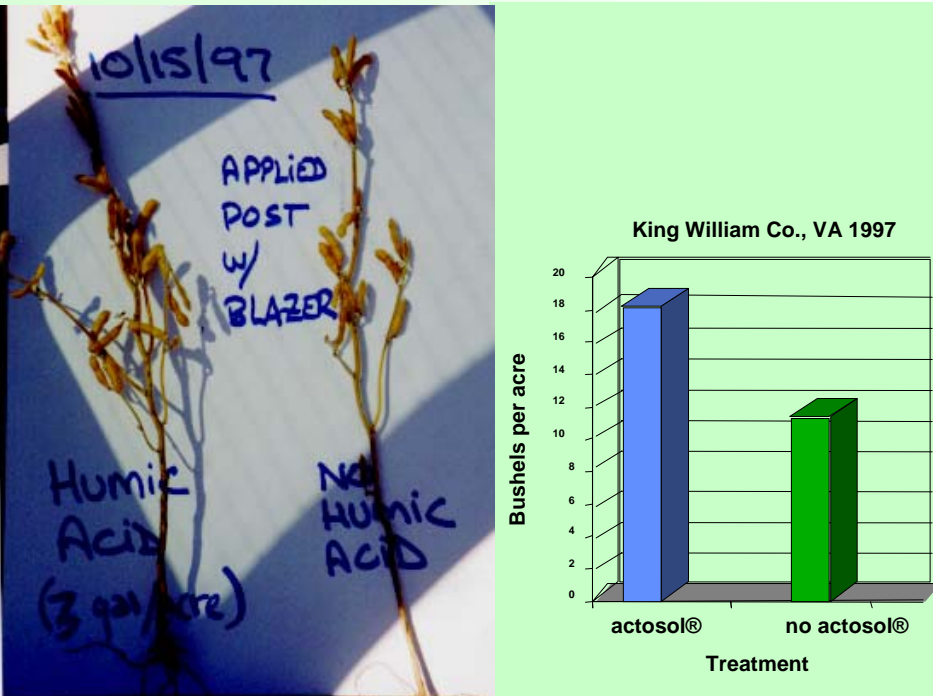 10/15/97
APPLiED
POST
W/
BLAZER
HUMIC
ACID
(3 gal/acre)
NO
HUMIC
ACID
King William Co., VA 1997
Bushels per acre
20
18
16
14
12
10
8
6
4
2
0
actosol® no actosol®
Treatment